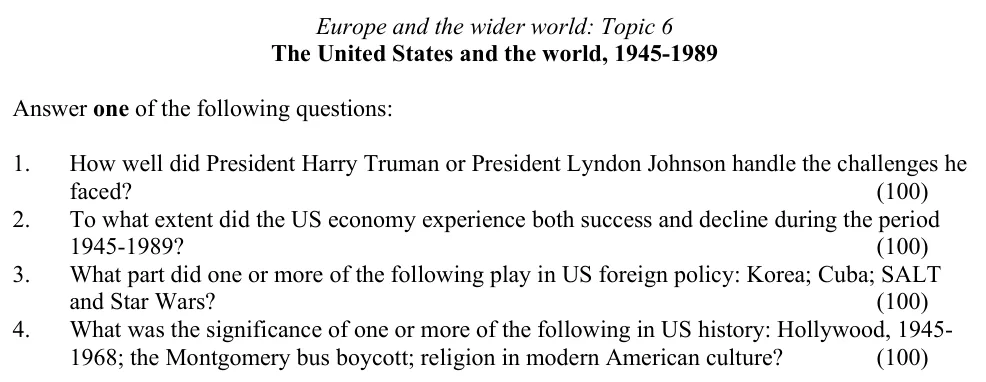 Europe and the wider world: Topic 6
The United States and the world, 1945-1989
Answer one of the following questions:
1. How well did President Harry Truman or President Lyndon Johnson handle the challenges he
faced? (100)
2. To what extent did the US economy experience both success and decline during the period
1945-1989? (100)
3. What part did one or more of the following play in US foreign policy: Korea; Cuba; SALT
and Star Wars? (100)
4. What was the significance of one or more of the following in US history: Hollywood, 1945-
1968; the Montgomery bus boycott; religion in modern American culture? (100)